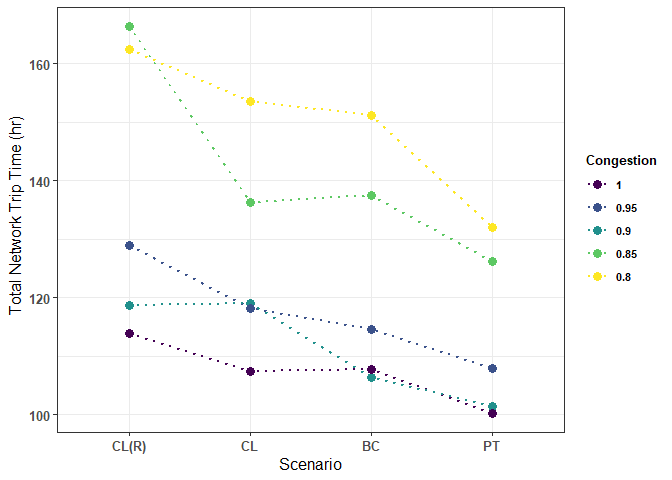 Total Network Trip Time (hr)
160
140
120
100
CL(R) CL BC PT
Scenario
Congestion
1
0.95
0.9
0.85
0.8